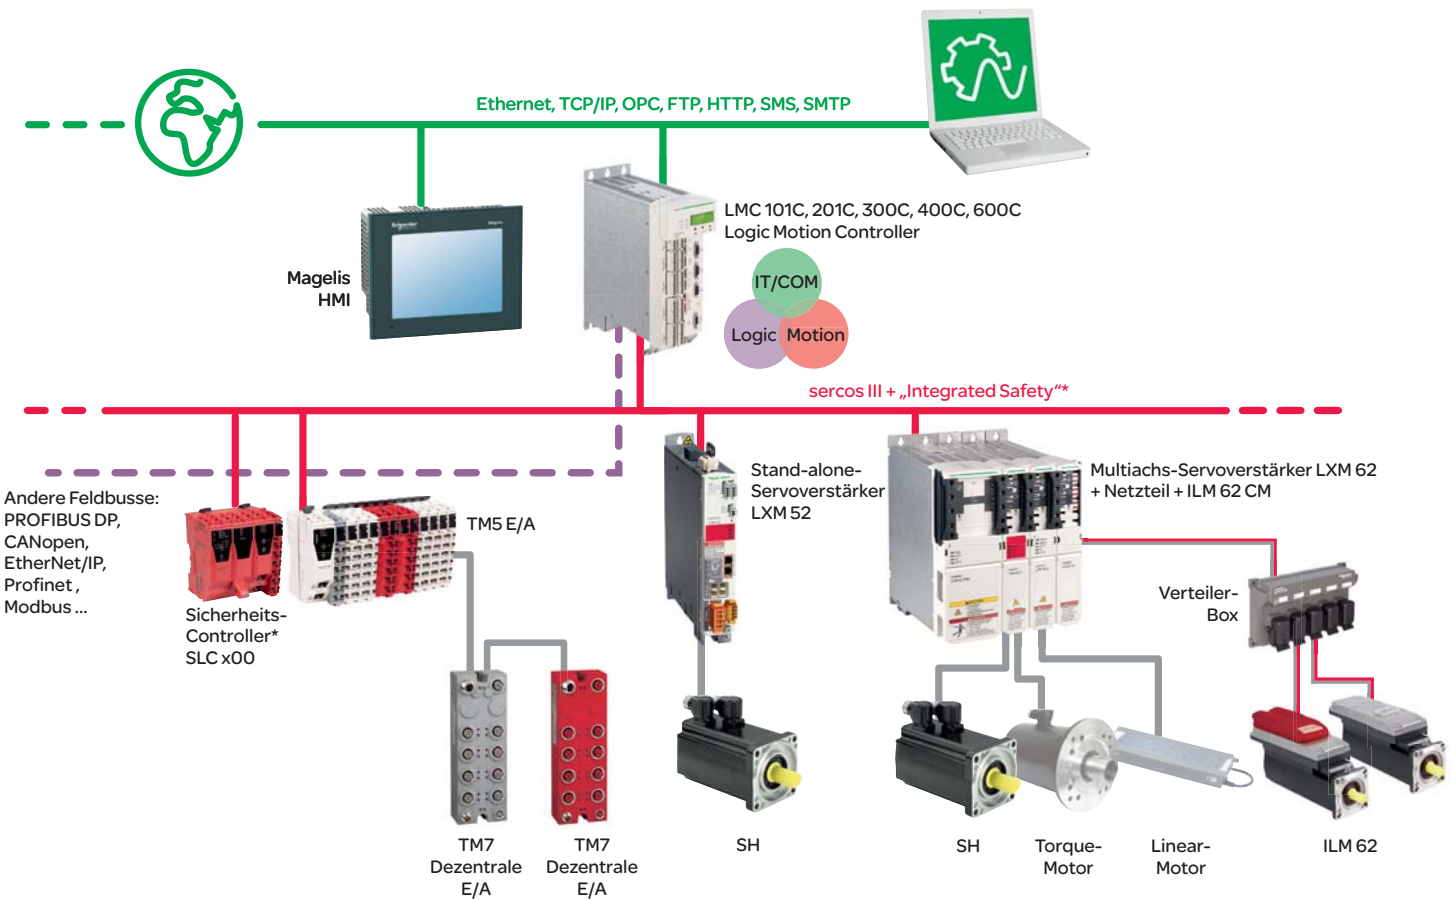 Ethernet, TCP/IP, OPC, FTP, HTTP, SMS, SMTP
Schneider
Magelis
HMI
LMC 101C, 201C, 300C, 400C, 600C
Logic Motion Controller
IT/COM
Logic
Motion
sercos III + „Integrated Safety“*
Andere Feldbusse:
PROFIBUS DP,
CANopen,
EtherNet/IP,
Profinet ,
Modbus ...
Sicherheits-
Controller*
SLC x00
TM5 E/A
Stand-alone-
Servoverstärker
LXM 52
Multiachs-Servoverstärker LXM 62
+ Netzteil + ILM 62 CM
Verteiler-
Box
TM7
Dezentrale
E/A
TM7
Dezentrale
E/A
SH
SH
Torque-
Motor
Linear-
Motor
ILM 62